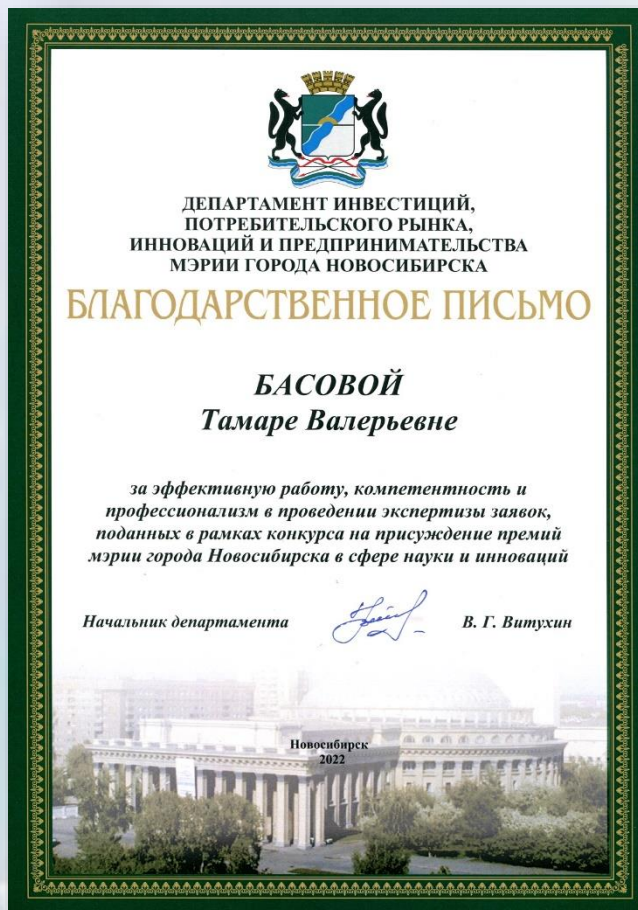 ДЕПАРТАМЕНТ ИНВЕСТИЦИЙ,
ПОТРЕБИТЕЛЬСКОГО РЫНКА,
ИННОВАЦИЙ И ПРЕДПРИНИМАТЕЛЬСТВА
МЭРИИ ГОРОДА НОВОСИБИРСКА
БЛАГОДАРСТВЕННОЕ ПИСЬМО
БАСОВОЙ
Тамаре Валерьевне
за эффективную работу, компетентность и
профессионализм в проведении экспертизы заявок,
поданных в рамках конкурса на присуждение премий
мэрии города Новосибирска в сфере науки и инноваций
Начальник департамента В. Г. Витухин
Новосибирск
2022